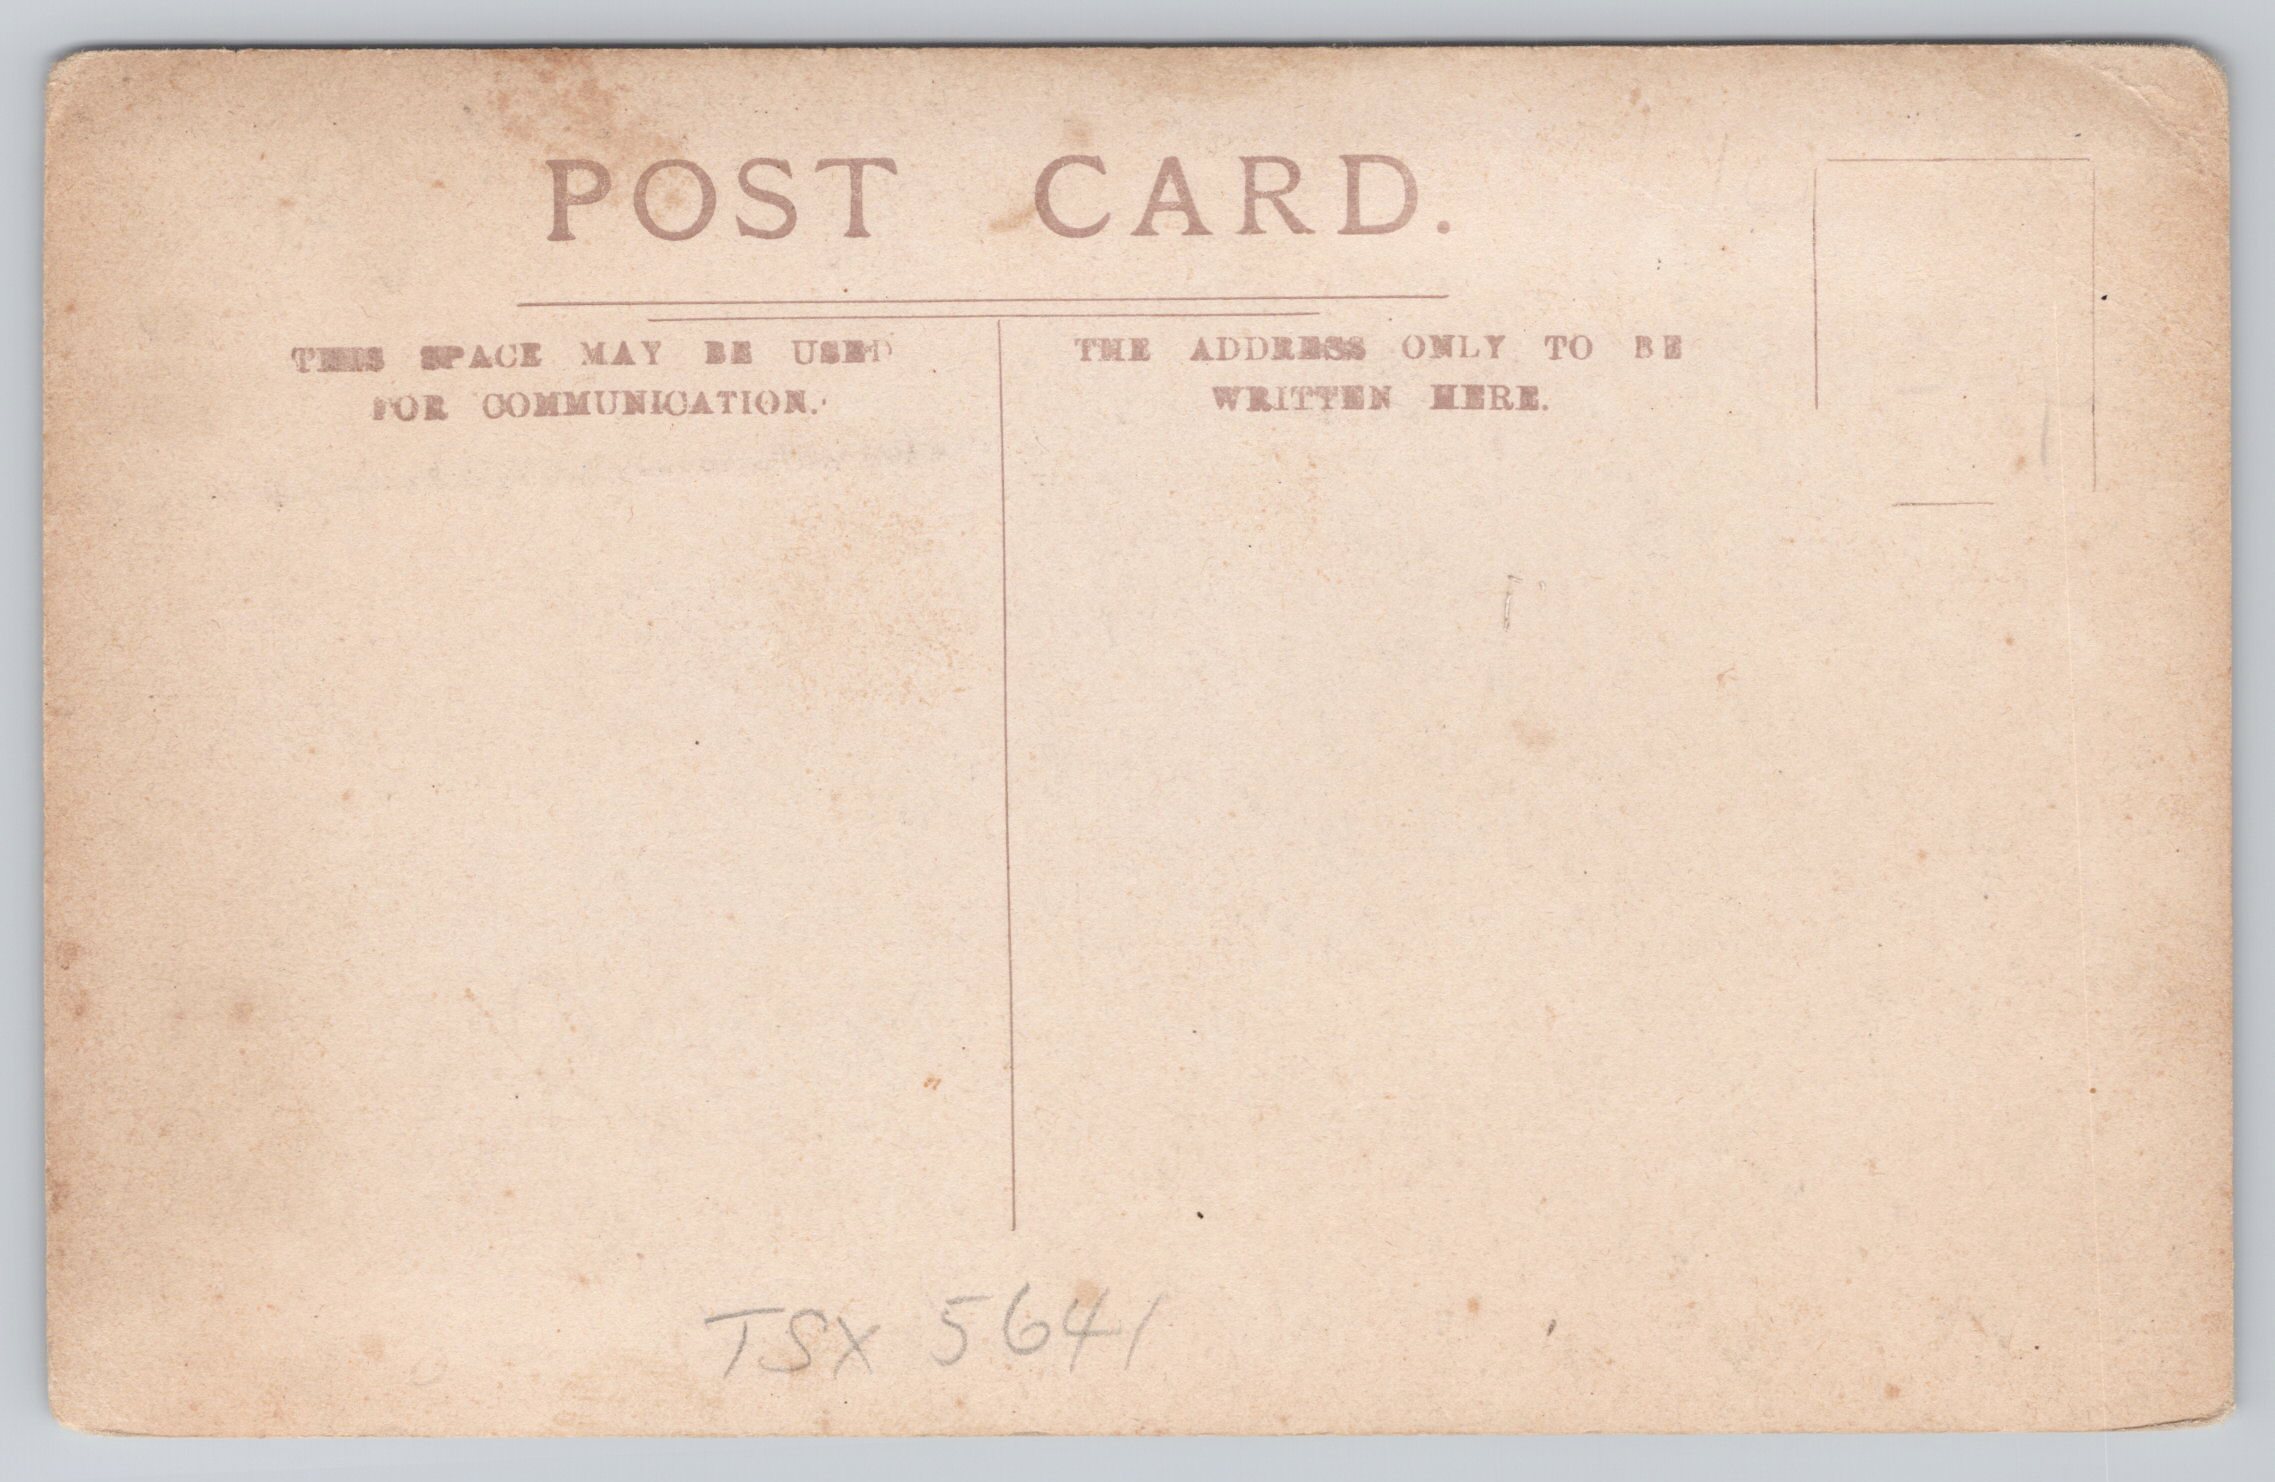 POST CARD.
THIS SPACE MAY BE USED
FOR COMMUNICATION.
THE ADDRESS ONLY TO BE
WRITTEN HERE.
TSX 5641